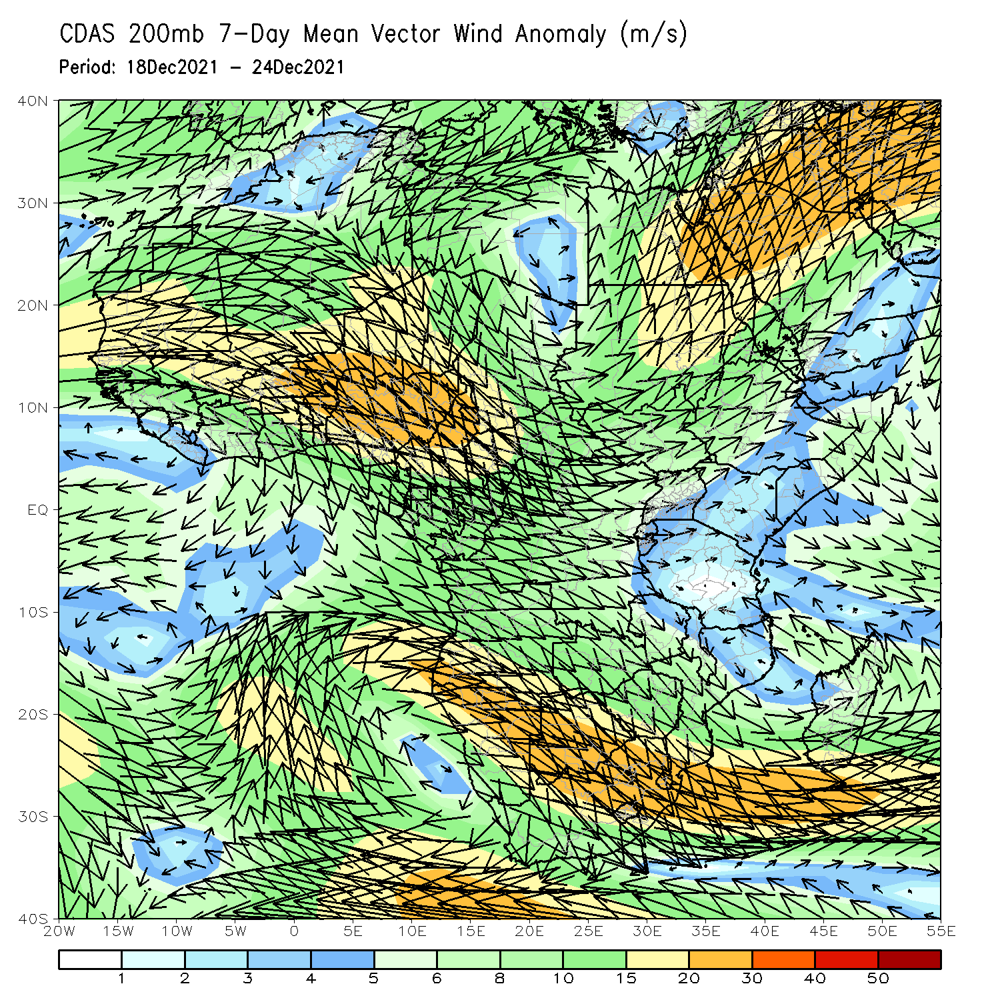 CDAS 200mb 7-Day Mean Vector Wind Anomaly (m/s)
Period: 18Dec2021 - 24Dec2021
40N
30N
20N
10N
EQ
10S
20S
30S
40S
20W 15W 10W 5W 0 5E 10E 15E 20E 25E 30E 35E 40E 45E 50E 55E
1 2 3 4 5 6 8 10 15 20 30 40 50